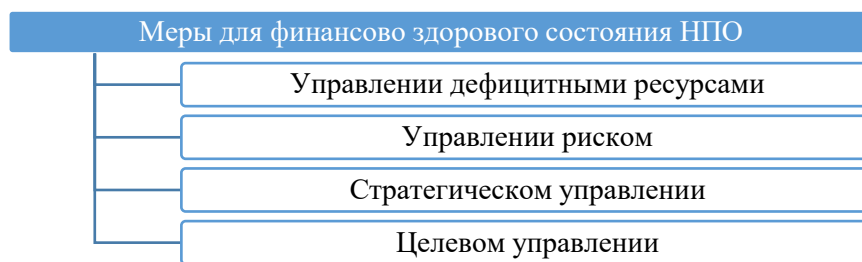 Меры для финансово здорового состояния НПО
Управлении дефицитными ресурсами
Управлении риском
Стратегическом управлении
Целевом управлении